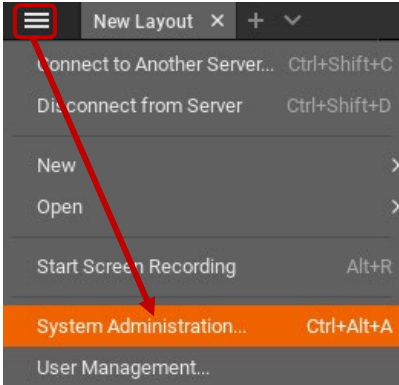 New Layout
Connect to Another Server... Ctrl+Shift+C
Disconnect from Server Ctrl+Shift+D
New
Open
Start Screen Recording Alt+R
System Administration... Ctrl+Alt+A
User Management...